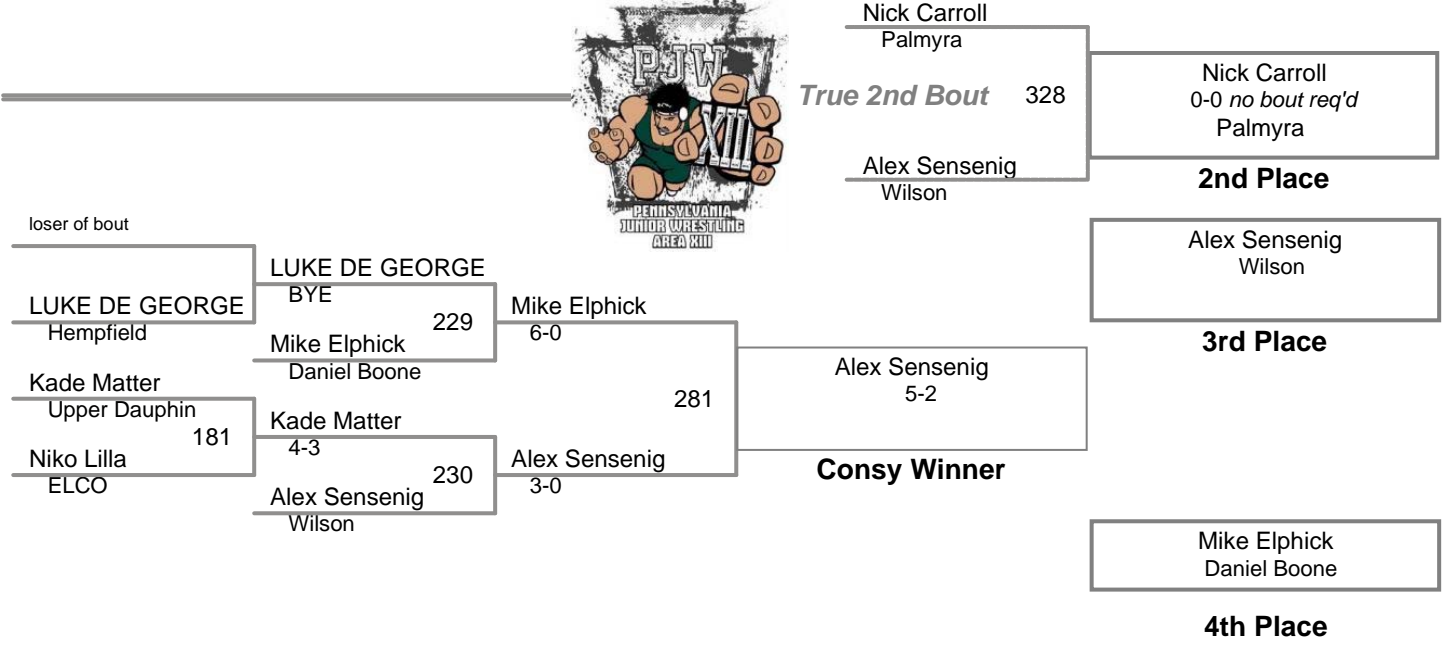 Nick Carroll
Palmyra
True 2nd Bout 328
Nick Carroll
0-0 no bout req'd
Palmyra
2nd Place
Alex Sensenig
Wilson
PJW
XIII
PENNSYLVANIA
JUNIOR WRESTLING
AREA XIII
Alex Sensenig
Wilson
3rd Place
loser of bout
LUKE DE GEORGE
Hempfield
Kade Matter
Upper Dauphin
181
Niko Lilla
ELCO
LUKE DE GEORGE
BYE
229
Mike Elphick
Daniel Boone
Kade Matter
4-3
230
Alex Sensenig
Wilson
Mike Elphick
6-0
281
Alex Sensenig
3-0
Alex Sensenig
5-2
Consy Winner
Mike Elphick
Daniel Boone
4th Place